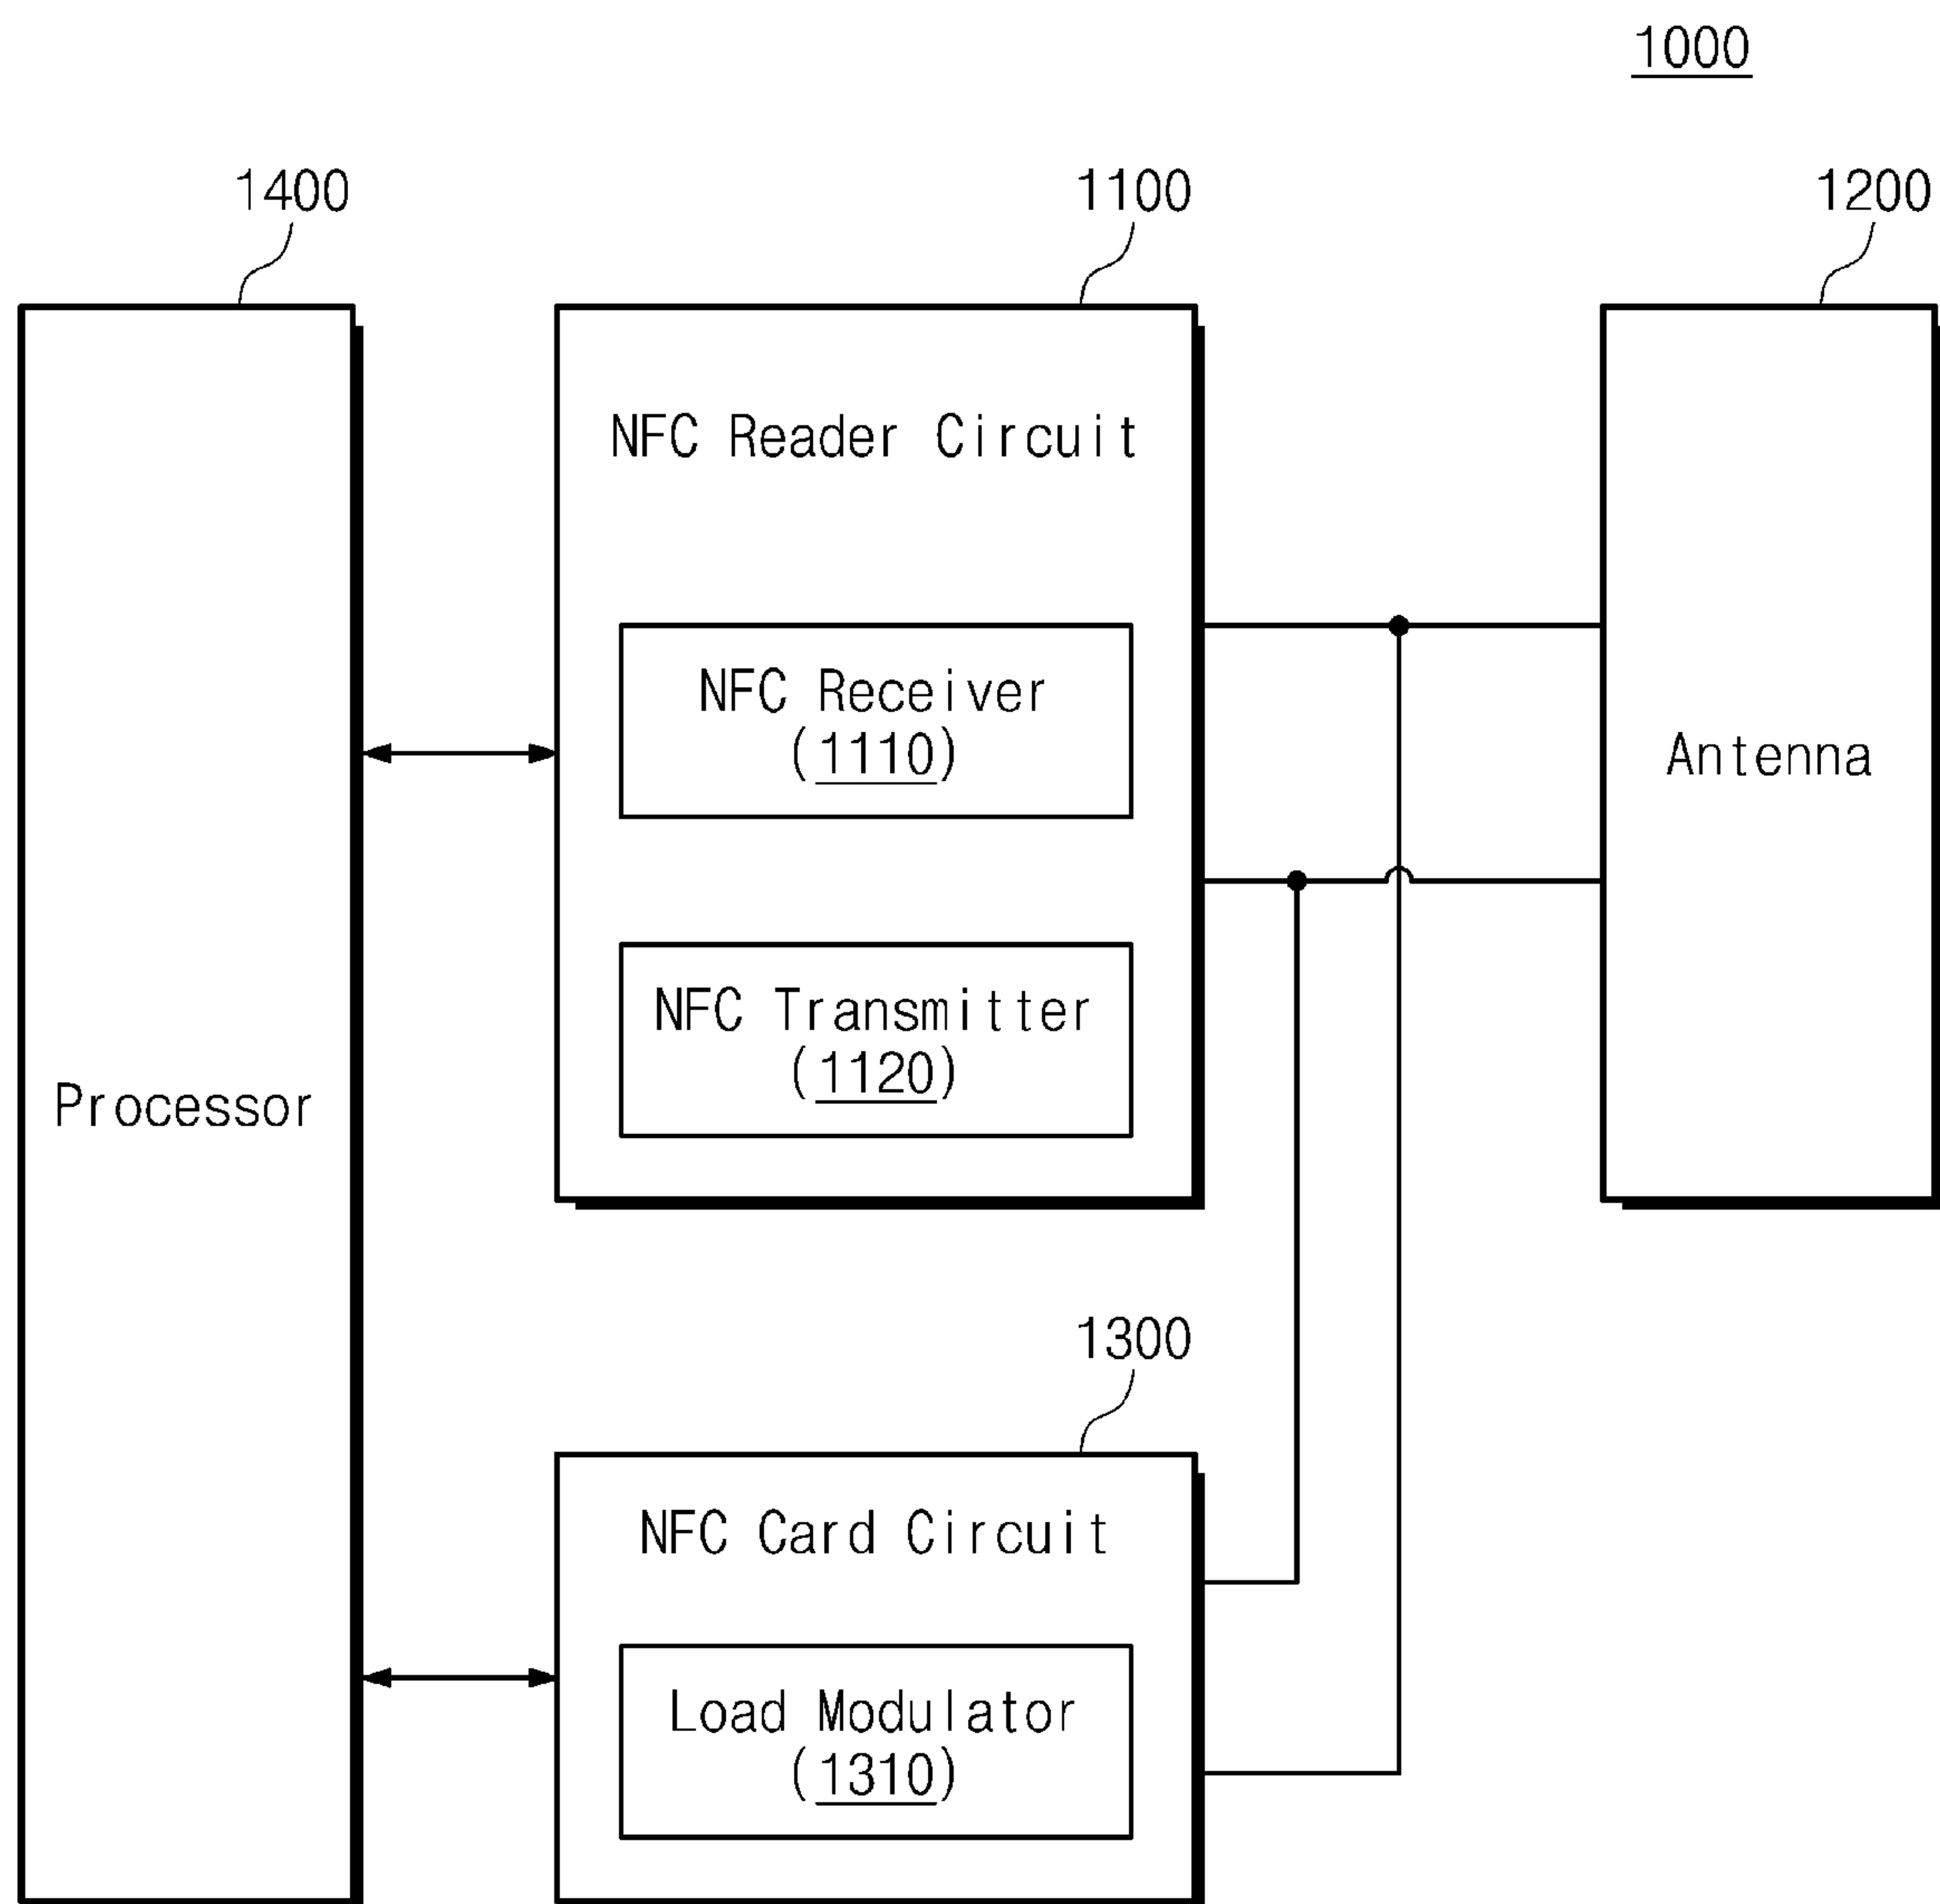 1000
1400
1100
1200
NFC Reader Circuit
NFC Receiver
(1110)
Antenna
NFC Transmitter
(1120)
Processor
1300
NFC Card Circuit
Load Modulator
(1310)